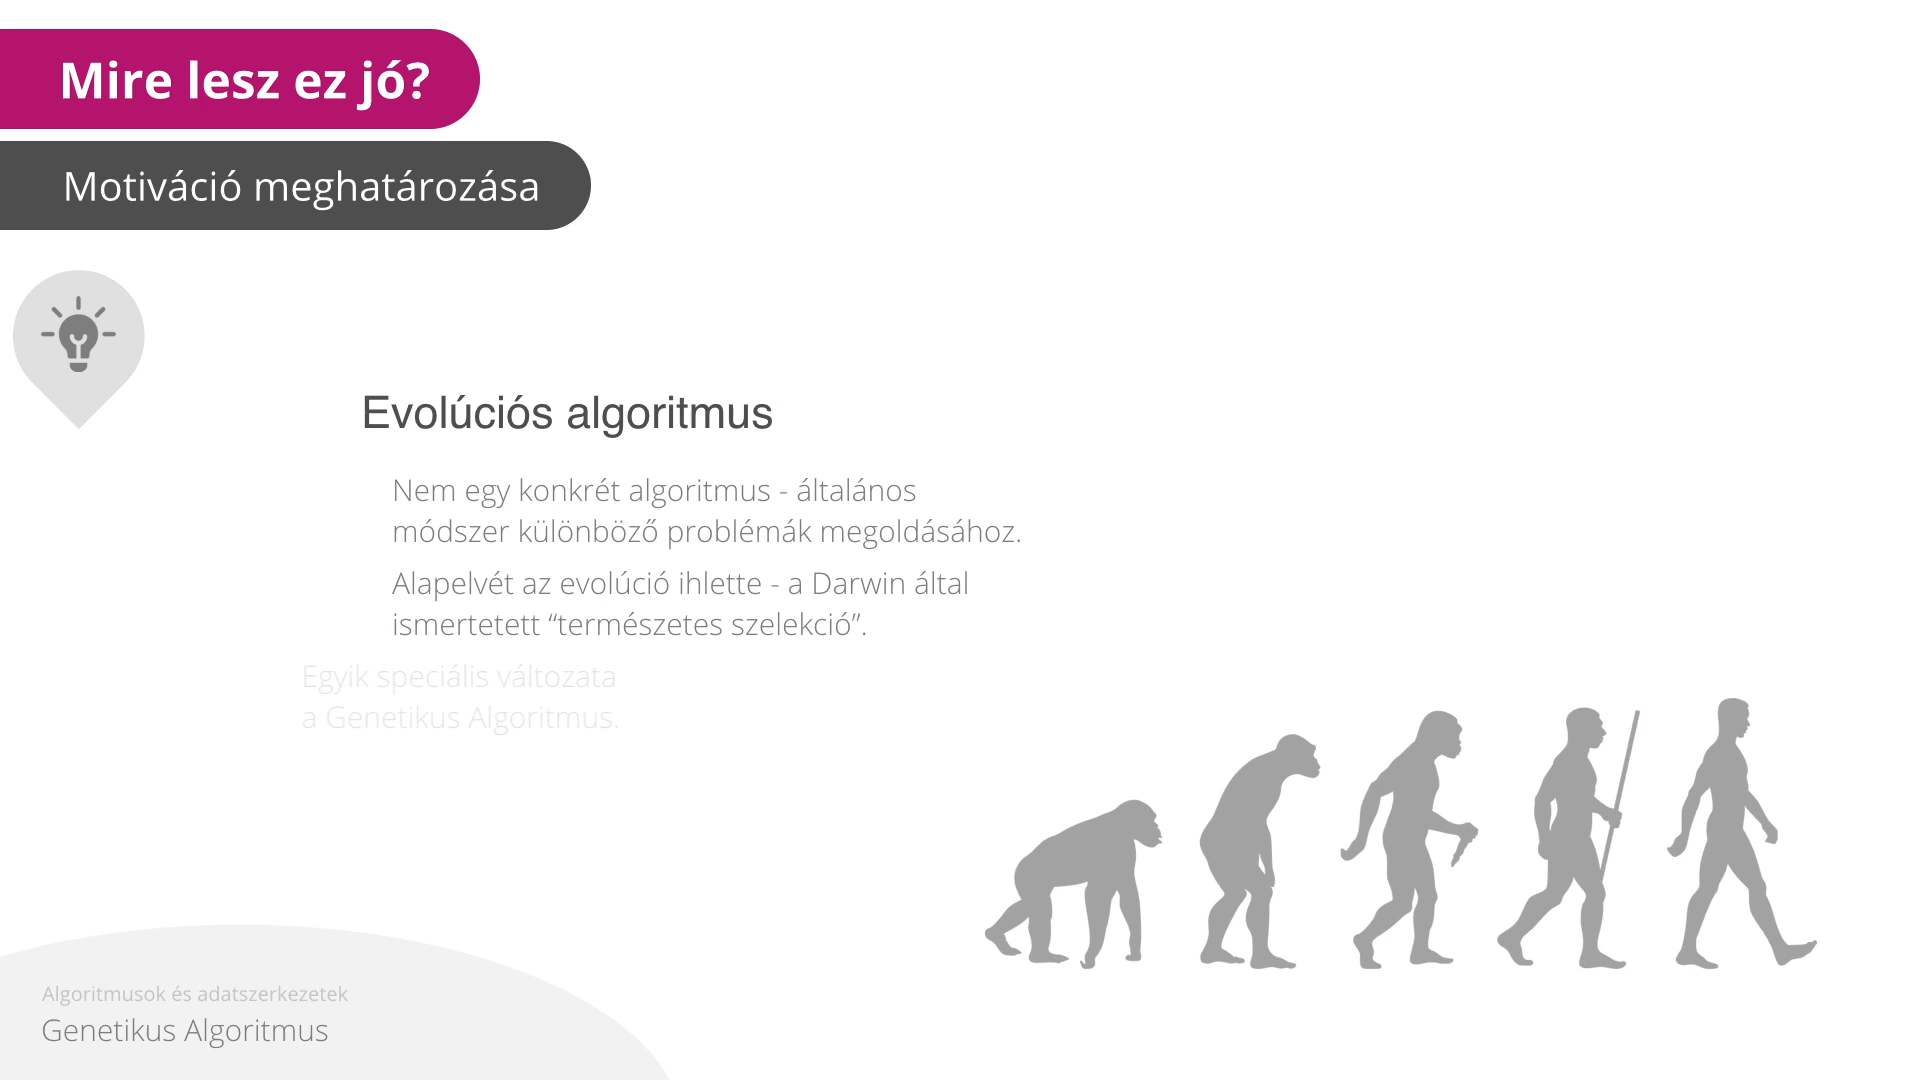 Mire lesz ez jó?
Motiváció meghatározása
Evolúciós algoritmus
Nem egy konkrét algoritmus - általános
módszer különböző problémák megoldásához.
Alapelvét az evolúció ihlette - a Darwin által
ismertetett “természetes szelekció”.
Egyik speciális változata
a Genetikus Algoritmus.
Algoritmusok és adatszerkezetek
Genetikus Algoritmus